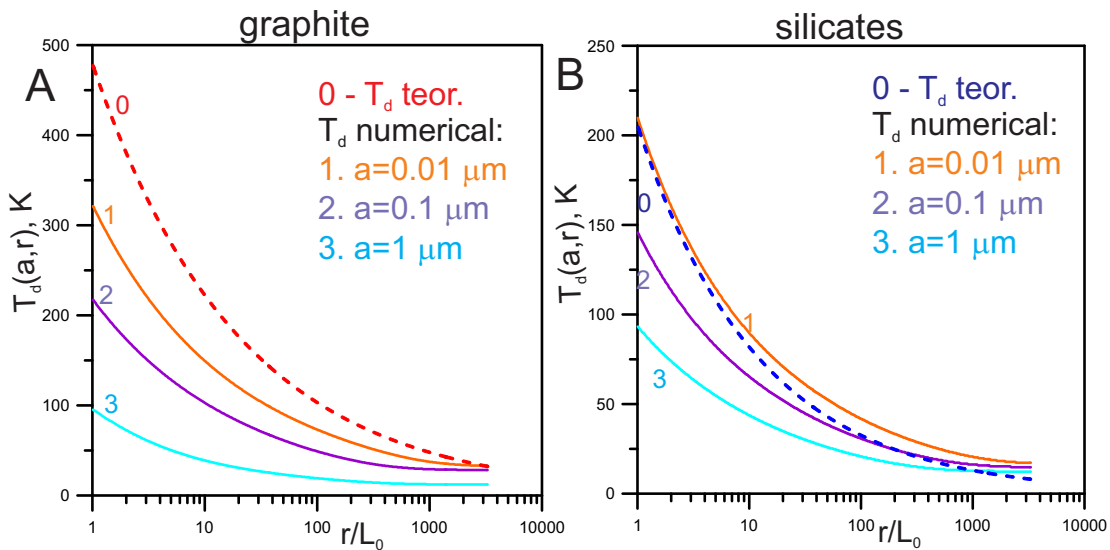 graphite
A
500
400
300
200
100
0
T_d(a,r), K
0 - T_d teor.
T_d numerical:
1. a=0.01 μm
2. a=0.1 μm
3. a=1 μm
0
1
2
3
1 10 100 1000 10000
r/L_0
silicates
B
250
200
150
100
50
0
T_d(a,r), K
0 - T_d teor.
T_d numerical:
1. a=0.01 μm
2. a=0.1 μm
3. a=1 μm
0
1
2
3
1 10 100 1000 10000
r/L_0